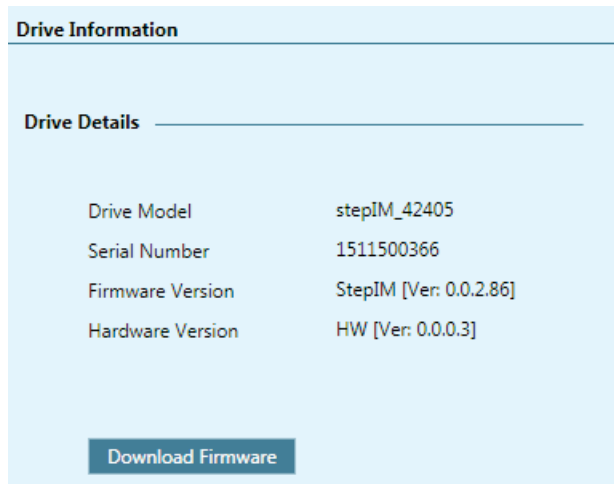 Drive Information
Drive Details
Drive Model stepIM_42405
Serial Number 1511500366
Firmware Version StepIM [Ver: 0.0.2.86]
Hardware Version HW [Ver: 0.0.0.3]
Download Firmware